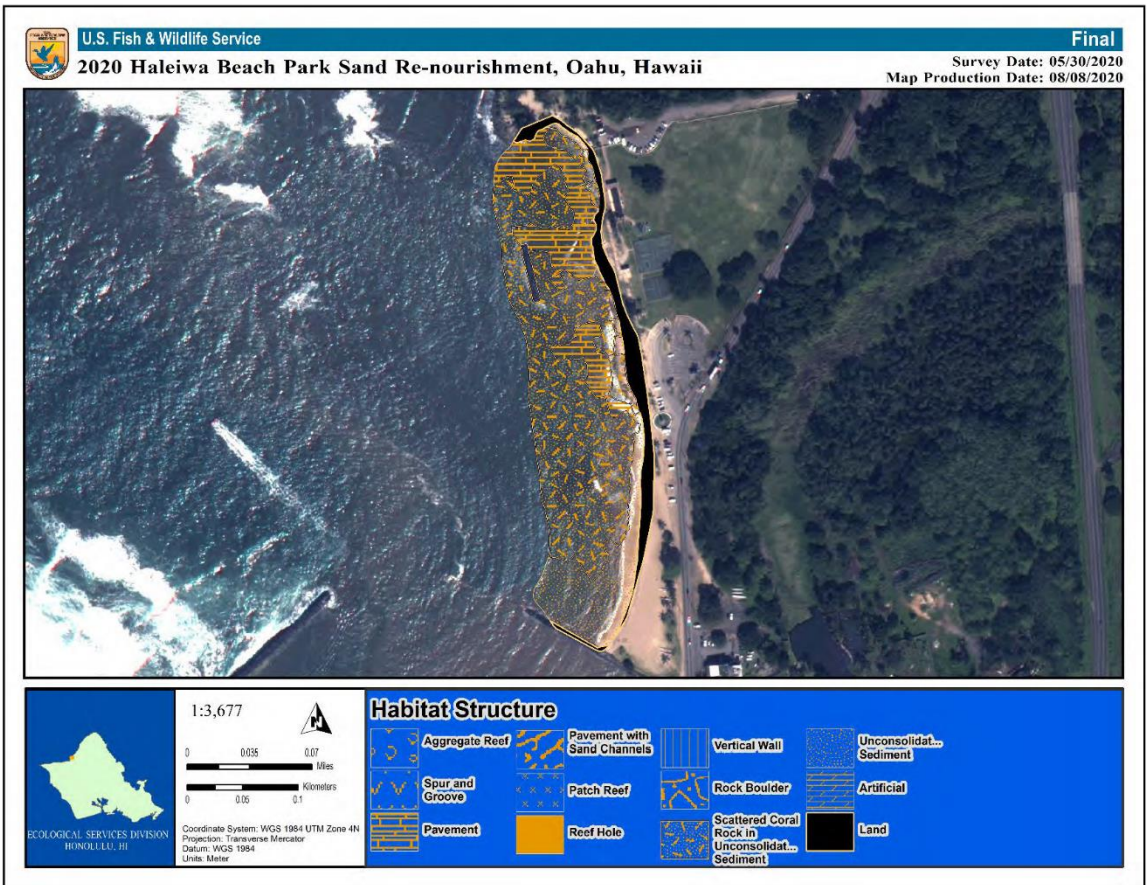 U.S. Fish & Wildlife Service
Final
2020 Haleiwa Beach Park Sand Re-nourishment, Oahu, Hawaii
Survey Date: 05/30/2020
Map Production Date: 08/08/2020
1:3,677
N
0 0.035 0.07
Miles
0 0.05 0.1
Kilometers
Coordinate System: WGS 1984 UTM Zone 4N
Projection: Transverse Mercator
Datum: WGS 1984
Units: Meter
ECOLOGICAL SERVICES DIVISION
HONOLULU, HI
Habitat Structure
Aggregate Reef
Spur and
Groove
Pavement
Pavement with
Sand Channels
Patch Reef
Reef Hole
Vertical Wall
Rock Boulder
Scattered Coral
Rock in
Unconsolidat...
Sediment
Unconsolidat...
Sediment
Artificial
Land